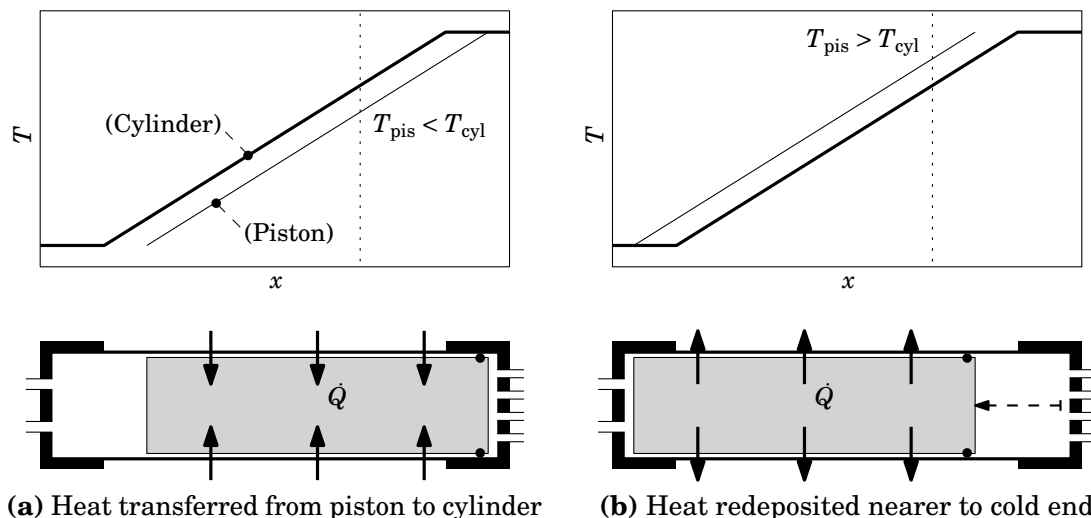 T
(Cylinder)
(Piston)
T_pis < T_cyl
x
T
T_pis > T_cyl
x
Q̇
Q̇
(a) Heat transferred from piston to cylinder
(b) Heat redeposited nearer to cold end